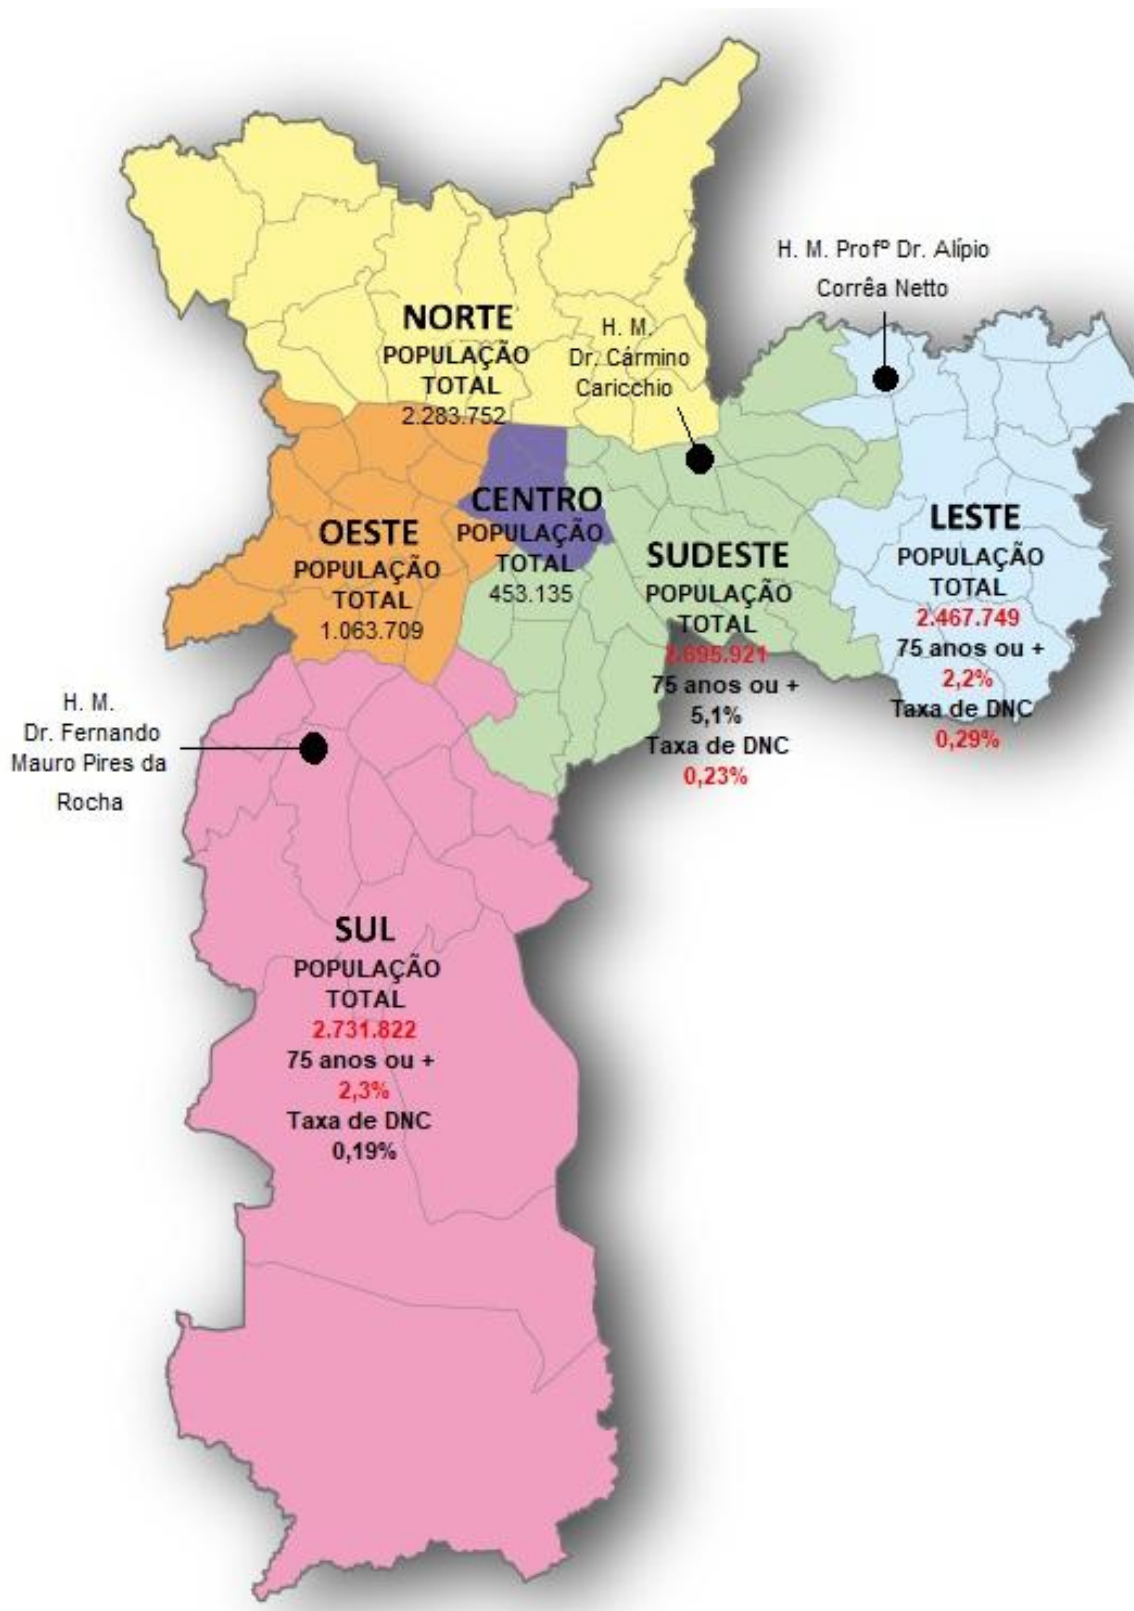 H. M. Profº Dr. Alípio
Corrêa Netto
NORTE
POPULAÇÃO
TOTAL
2.283.752
H. M.
Dr. Cármino
Caricchio
CENTRO
POPULAÇÃO
TOTAL
453.135
OESTE
POPULAÇÃO
TOTAL
1.063.709
SUDESTE
POPULAÇÃO
TOTAL
2.695.921
75 anos ou +
5,1%
Taxa de DNC
0,23%
LESTE
POPULAÇÃO
TOTAL
2.467.749
75 anos ou +
2,2%
Taxa de DNC
0,29%
H. M.
Dr. Fernando
Mauro Pires da
Rocha
SUL
POPULAÇÃO
TOTAL
2.731.822
75 anos ou +
2,3%
Taxa de DNC
0,19%